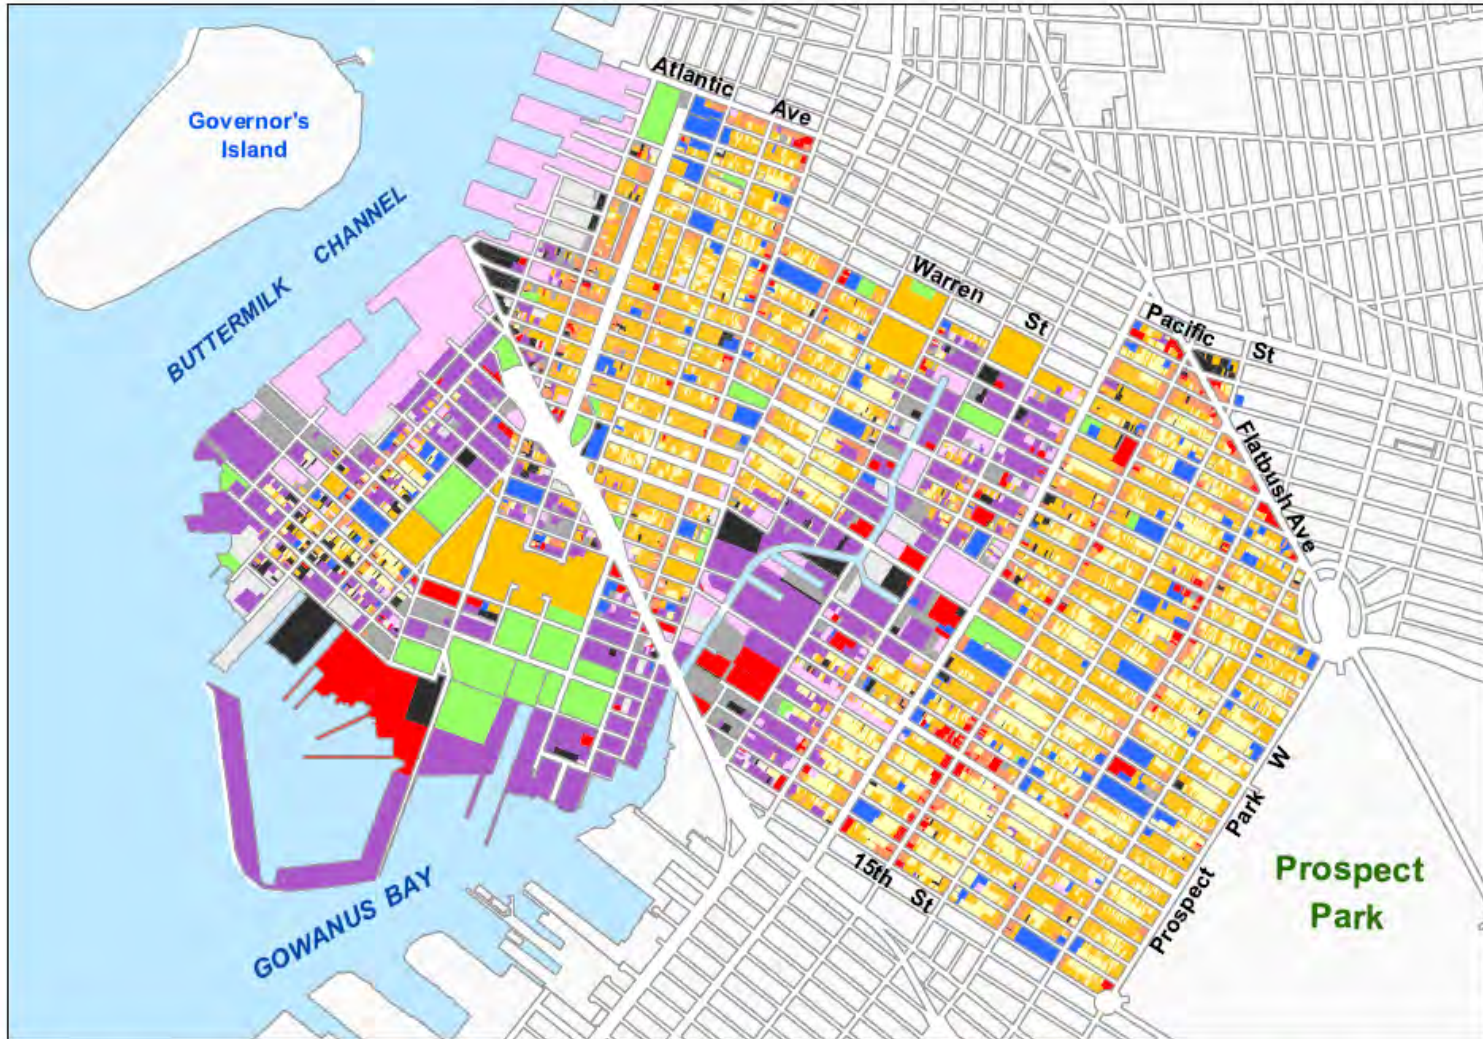 Atlantic
Ave
Governor's
Island
BUTTERMILK CHANNEL
Warren
St
Pacific
St
Flatbush Ave
Prospect Park W
15th St
GOWANUS BAY
Prospect
Park